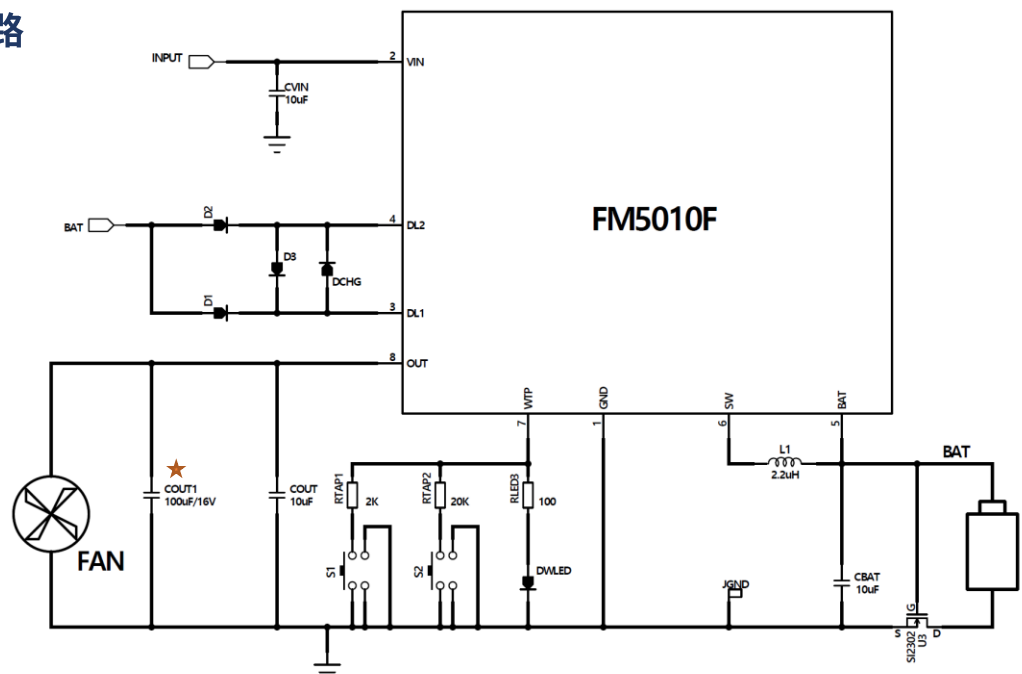 路
INPUT
2
VIN
CVIN
10uF
FM5010F
BAT
D2
4
DL2
D3
DCHG
D1
3
DL1
8
OUT
WTP
GND
SW
BAT
7
1
6
5
L1
2.2uH
BAT
COUT1
100uF/16V
COUT
10uF
RTAP1
2K
RTAP2
20K
RLED3
100
FAN
S1
S2
DWLED
JGND
CBAT
10uF
G
S
D
SI2302
U3